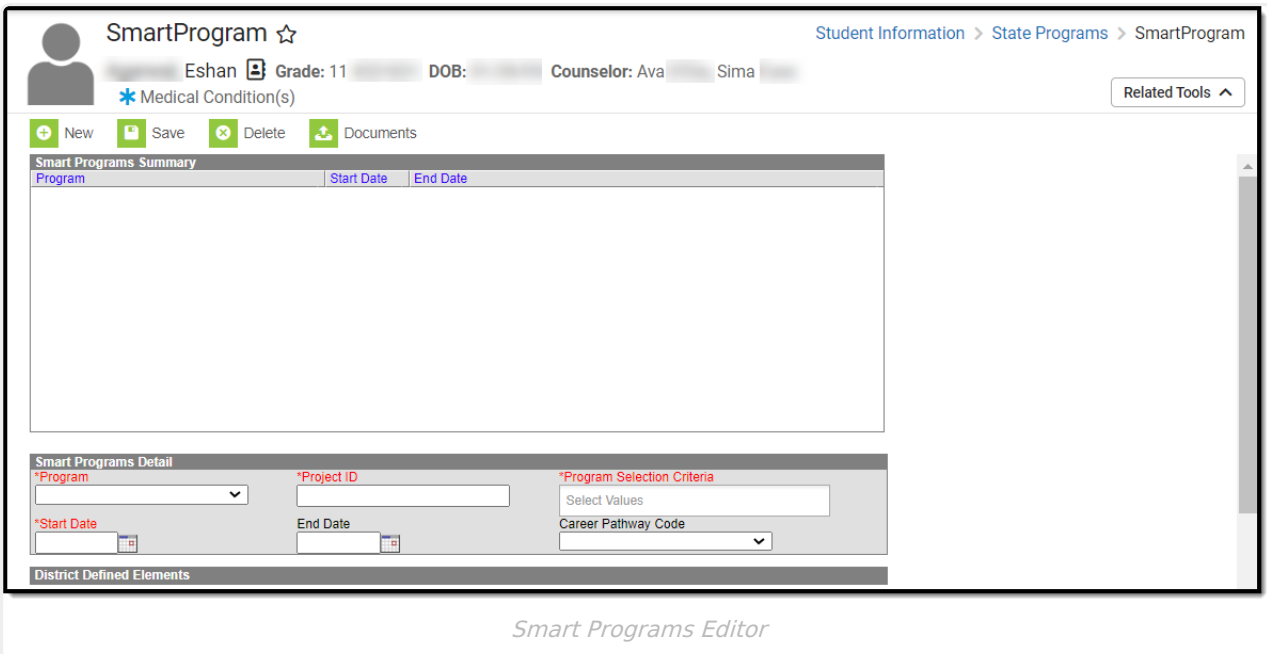 SmartProgram
Student Information > State Programs > SmartProgram
Eshan Grade: 11 DOB: Counselor: Ava Sima
Medical Condition(s)
Related Tools
New Save Delete Documents
Smart Programs Summary
Program Start Date End Date
Smart Programs Detail
*Program *Project ID *Program Selection Criteria
Select Values
*Start Date End Date Career Pathway Code
District Defined Elements
Smart Programs Editor